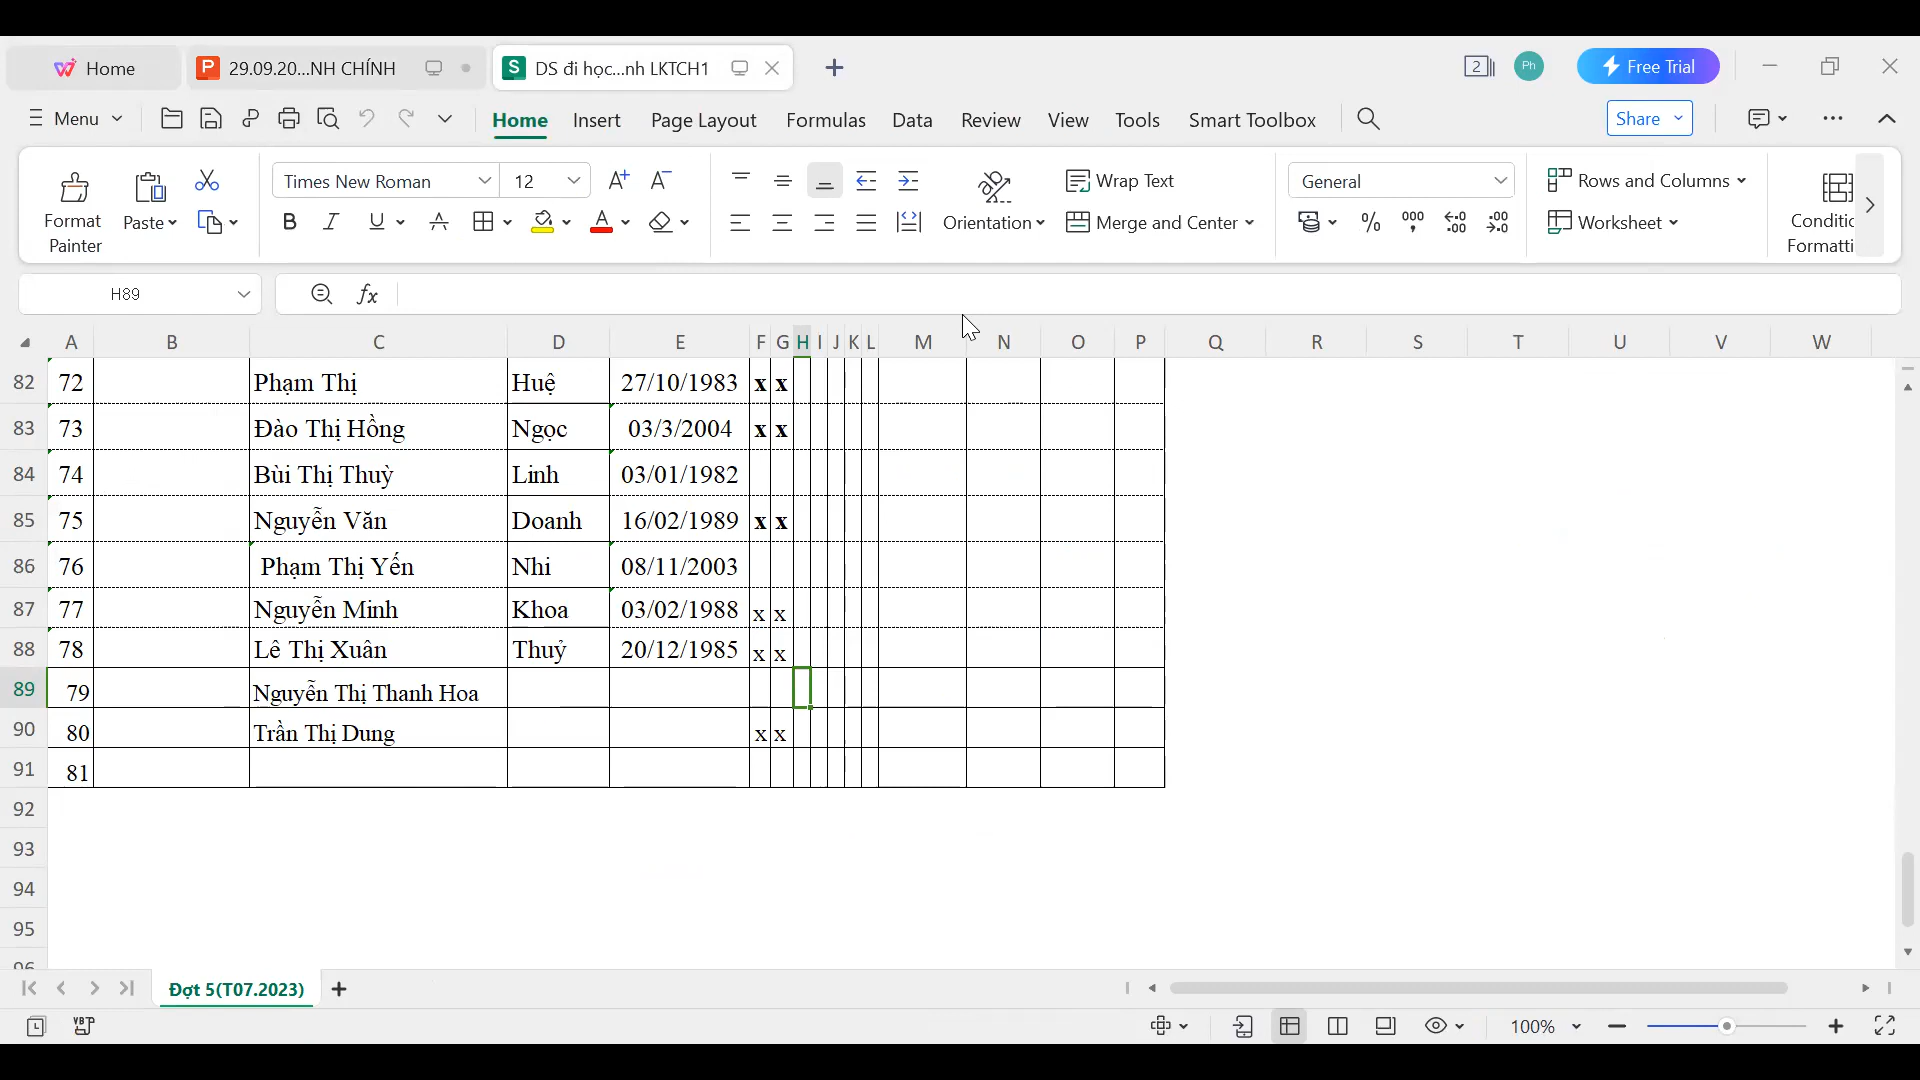 Home 29.09.20...NH CHÍNH DS đi học...nh LKTCH1 2 Ph Free Trial
Menu Home Insert Page Layout Formulas Data Review View Tools Smart Toolbox Share
Format Painter
Paste
Times New Roman 12
Orientation
Wrap Text
Merge and Center
General
Rows and Columns
Worksheet
Conditic
Formatti
H89 fx
A B C D E F G H I J K L M N O P Q R S T U V W
82 72 Phạm Thị Huệ 27/10/1983 x x
83 73 Đào Thị Hồng Ngọc 03/3/2004 x x
84 74 Bùi Thị Thuỳ Linh 03/01/1982
85 75 Nguyễn Văn Doanh 16/02/1989 x x
86 76 Phạm Thị Yến Nhi 08/11/2003
87 77 Nguyễn Minh Khoa 03/02/1988 x x
88 78 Lê Thị Xuân Thuỷ 20/12/1985 x x
89 79 Nguyễn Thị Thanh Hoa
90 80 Trần Thị Dung x x
91 81
92
93
94
95
96
Đợt 5(T07.2023)
100%